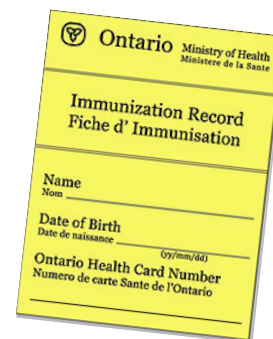 Ontario Ministry of Health
Ministere de la Sante
Immunization Record
Fiche d' Immunisation
Name
Nom
Date of Birth
Date de naissance
(yy/mm/dd)
Ontario Health Card Number
Numero de carte Sante de l'Ontario